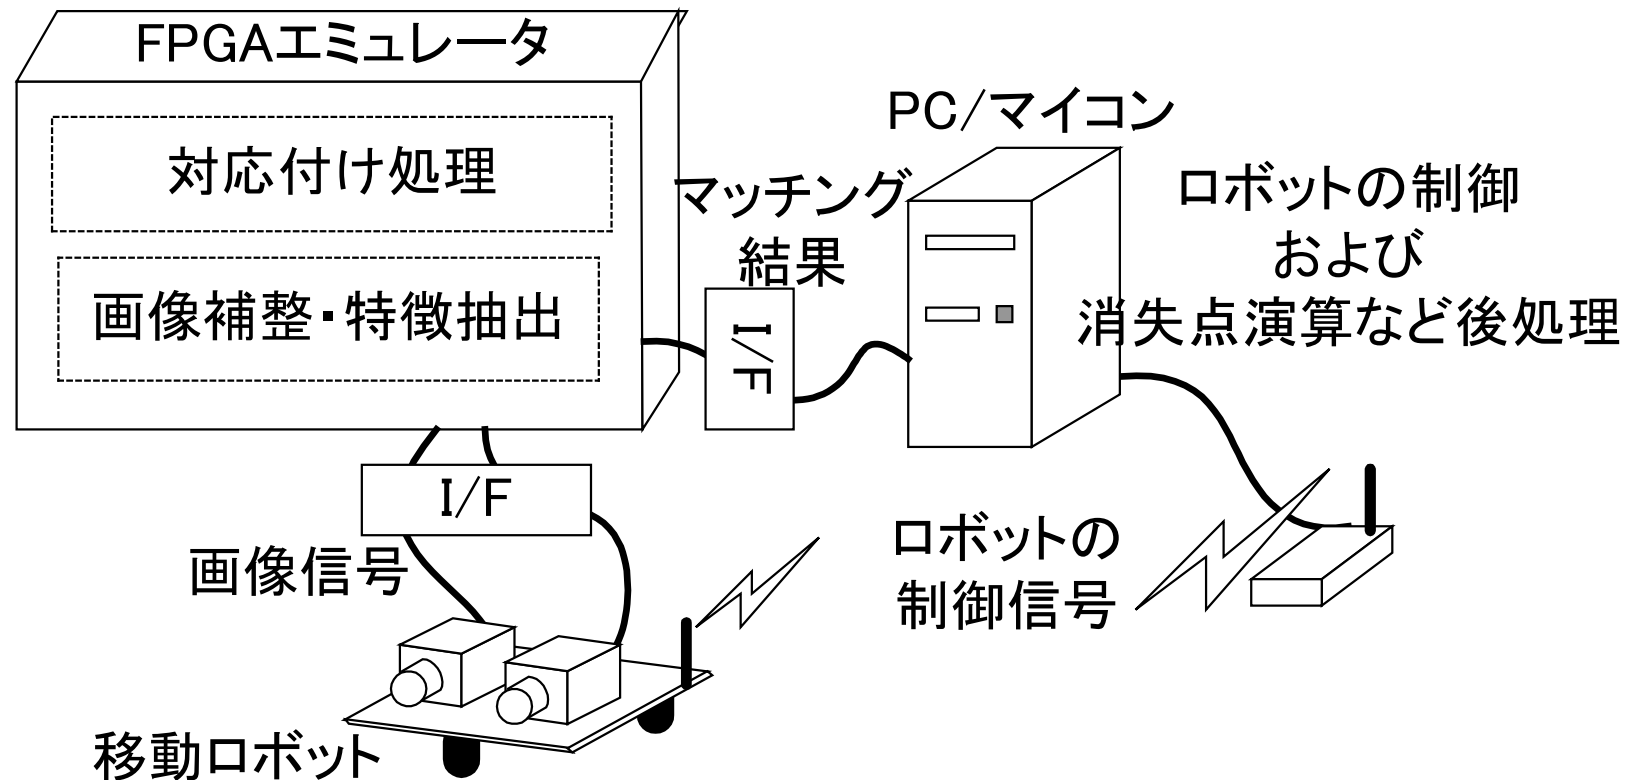 FPGAエミュレータ
対応付け処理
画像補整・特徴抽出
マッチング
結果
I/F
PC/マイコン
ロボットの制御
および
消失点演算など後処理
I/F
画像信号
ロボットの
制御信号
移動ロボット